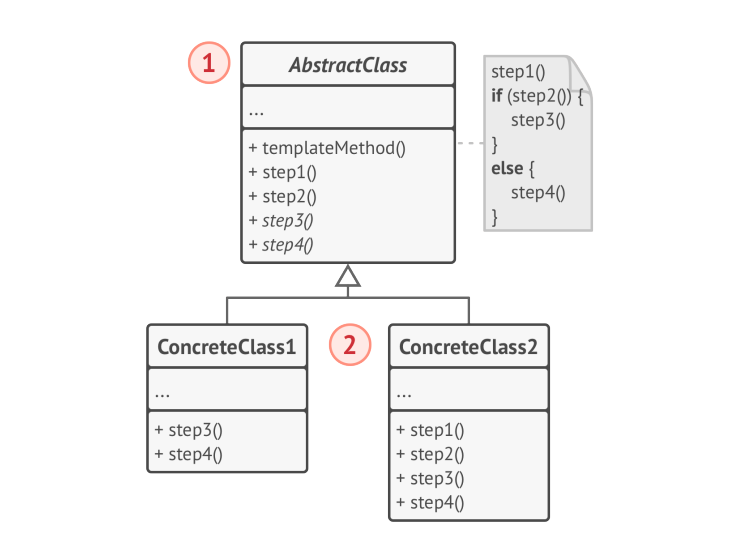 1
AbstractClass
...
+ templateMethod()
+ step1()
+ step2()
+ step3()
+ step4()
step1()
if (step2()) {
step3()
}
else {
step4()
}
ConcreteClass1
...
+ step3()
+ step4()
2
ConcreteClass2
...
+ step1()
+ step2()
+ step3()
+ step4()